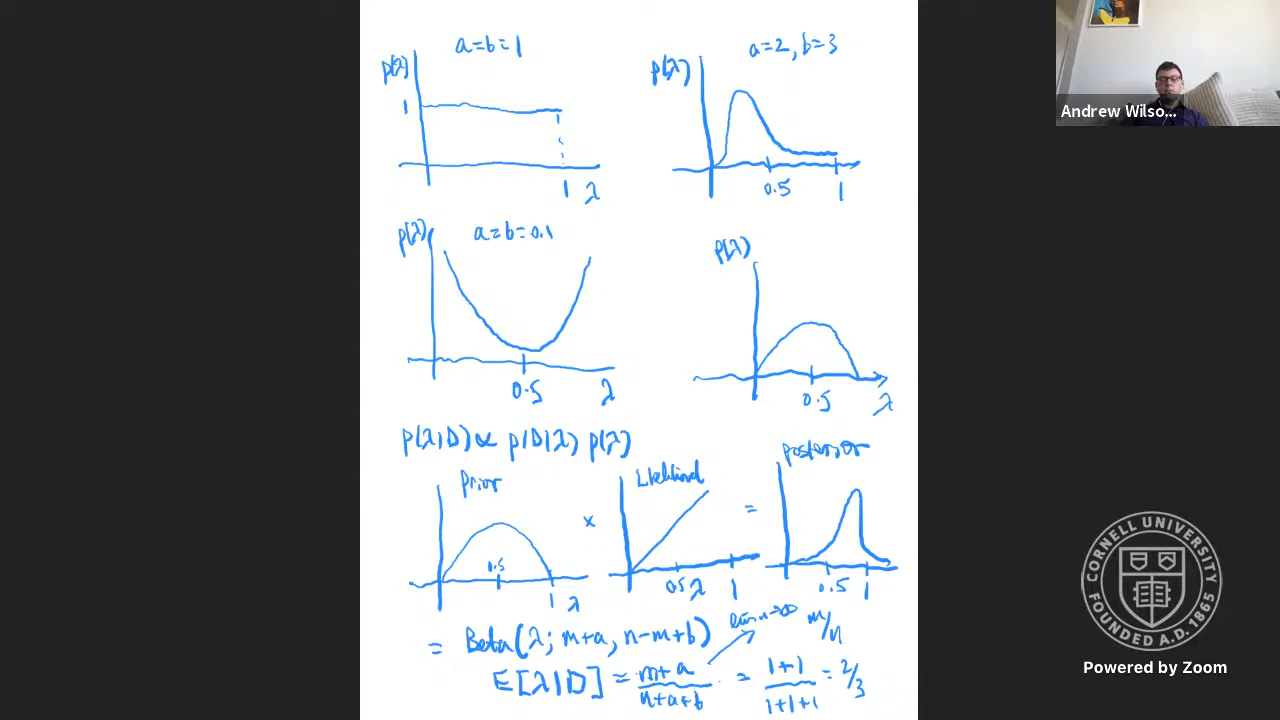 a=b=1
p(λ)
1
1 λ
a=2, b=3
p(λ)
0.5
1
Andrew Wilso...
p(λ)
a=b=0.1
0.5
λ
p(λ)
0.5
λ
p(λ|D) ∝ p(D|λ) p(λ)
Prior
0.5
1 λ
×
Likelihood
0.5 λ
1
=
posterior
0.5 1
= Beta(λ; m+a, n-m+b)
lim n→∞ m/n
E[λ|D] = m+a / n+a+b = 1+1 / 1+1+1 = 2/3
CORNELL UNIVERSITY
FOUNDED A.D. 1865
Powered by Zoom